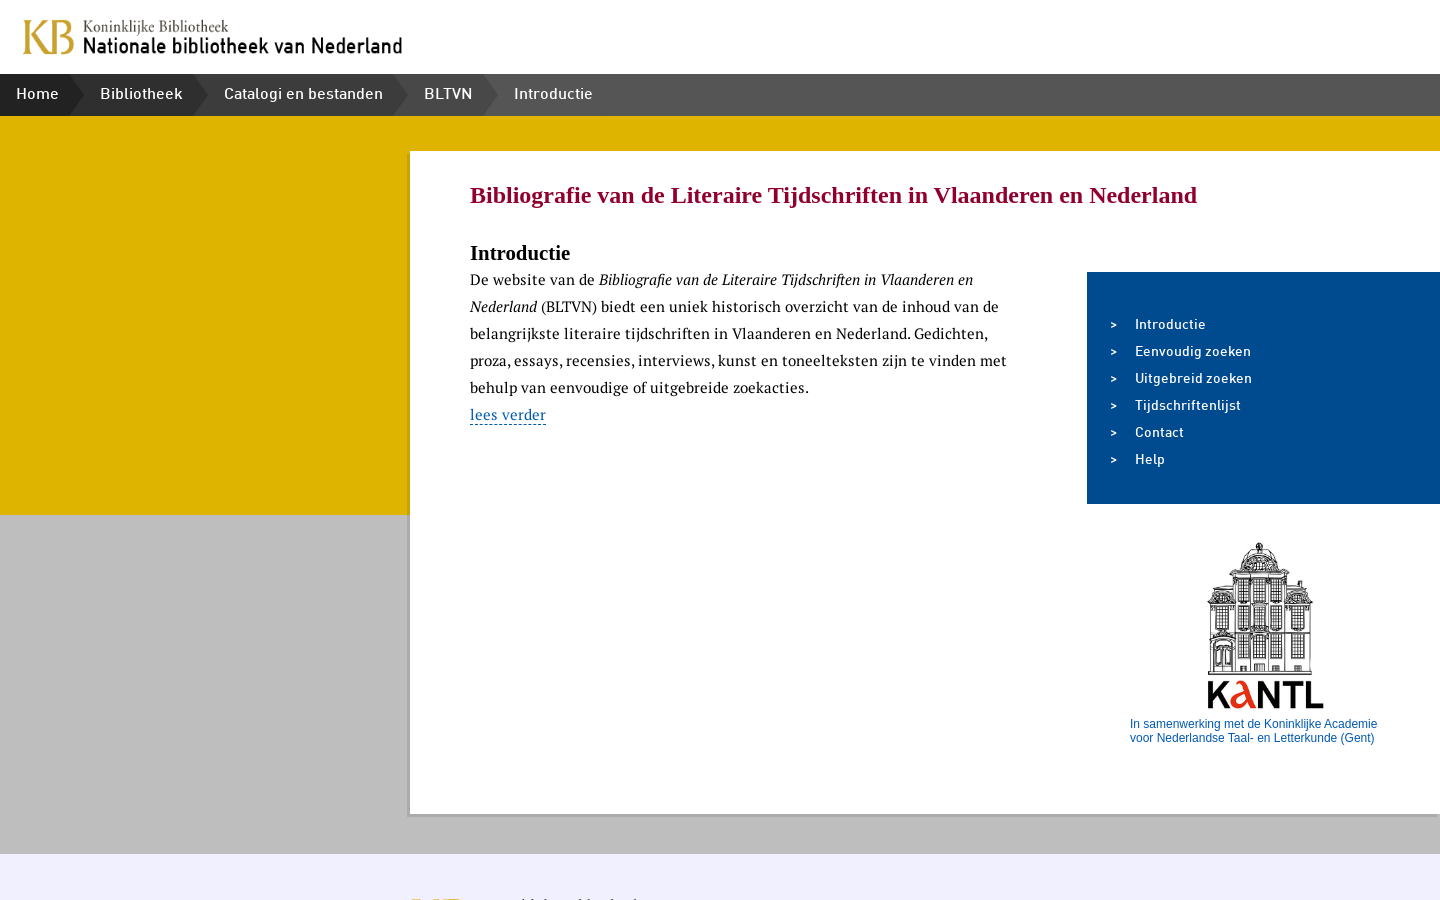 KB Koninklijke Bibliotheek
Nationale bibliotheek van Nederland
Home Bibliotheek Catalogi en bestanden BLTVN Introductie
Bibliografie van de Literaire Tijdschriften in Vlaanderen en Nederland
Introductie
De website van de Bibliografie van de Literaire Tijdschriften in Vlaanderen en
Nederland (BLTVN) biedt een uniek historisch overzicht van de inhoud van de
belangrijkste literaire tijdschriften in Vlaanderen en Nederland. Gedichten,
proza, essays, recensies, interviews, kunst en toneelteksten zijn te vinden met
behulp van eenvoudige of uitgebreide zoekacties.
lees verder
> Introductie
> Eenvoudig zoeken
> Uitgebreid zoeken
> Tijdschriftenlijst
> Contact
> Help
KANTL
In samenwerking met de Koninklijke Academie
voor Nederlandse Taal- en Letterkunde (Gent)